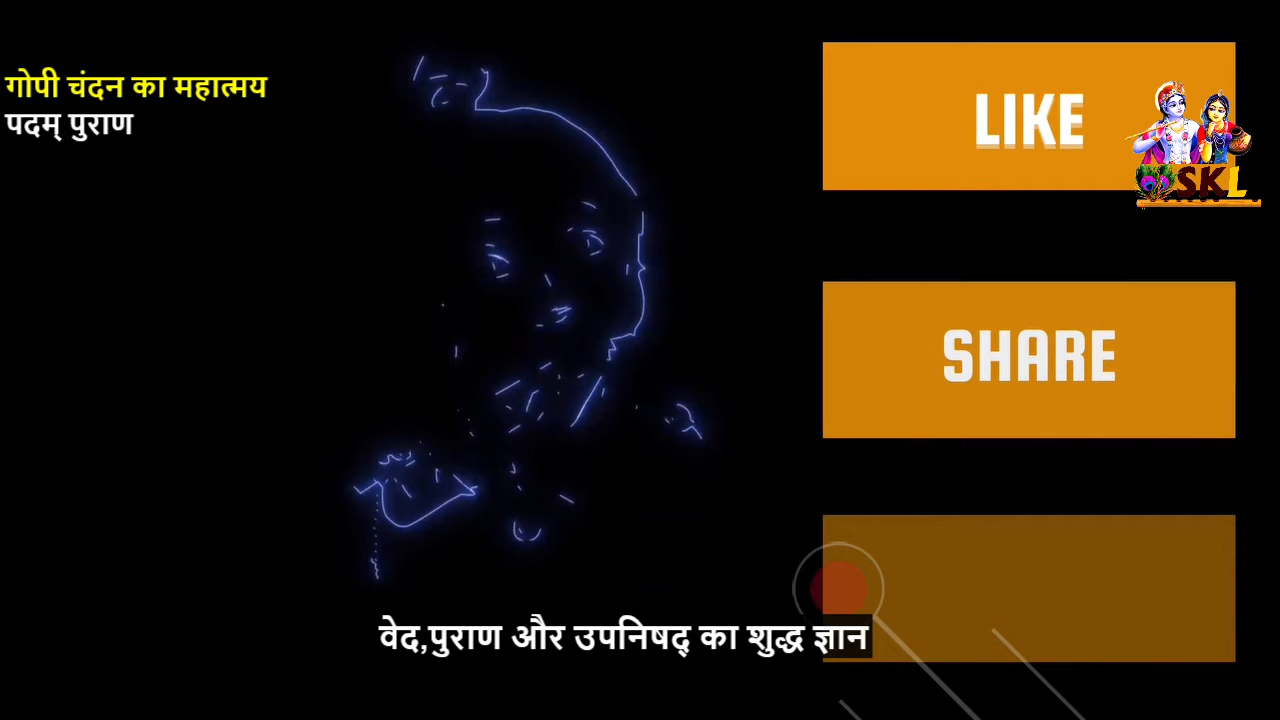 गोपी चंदन का महात्मय
पदम् पुराण
LIKE
SKL
SHARE
वेद,पुराण और उपनिषद् का शुद्ध ज्ञान